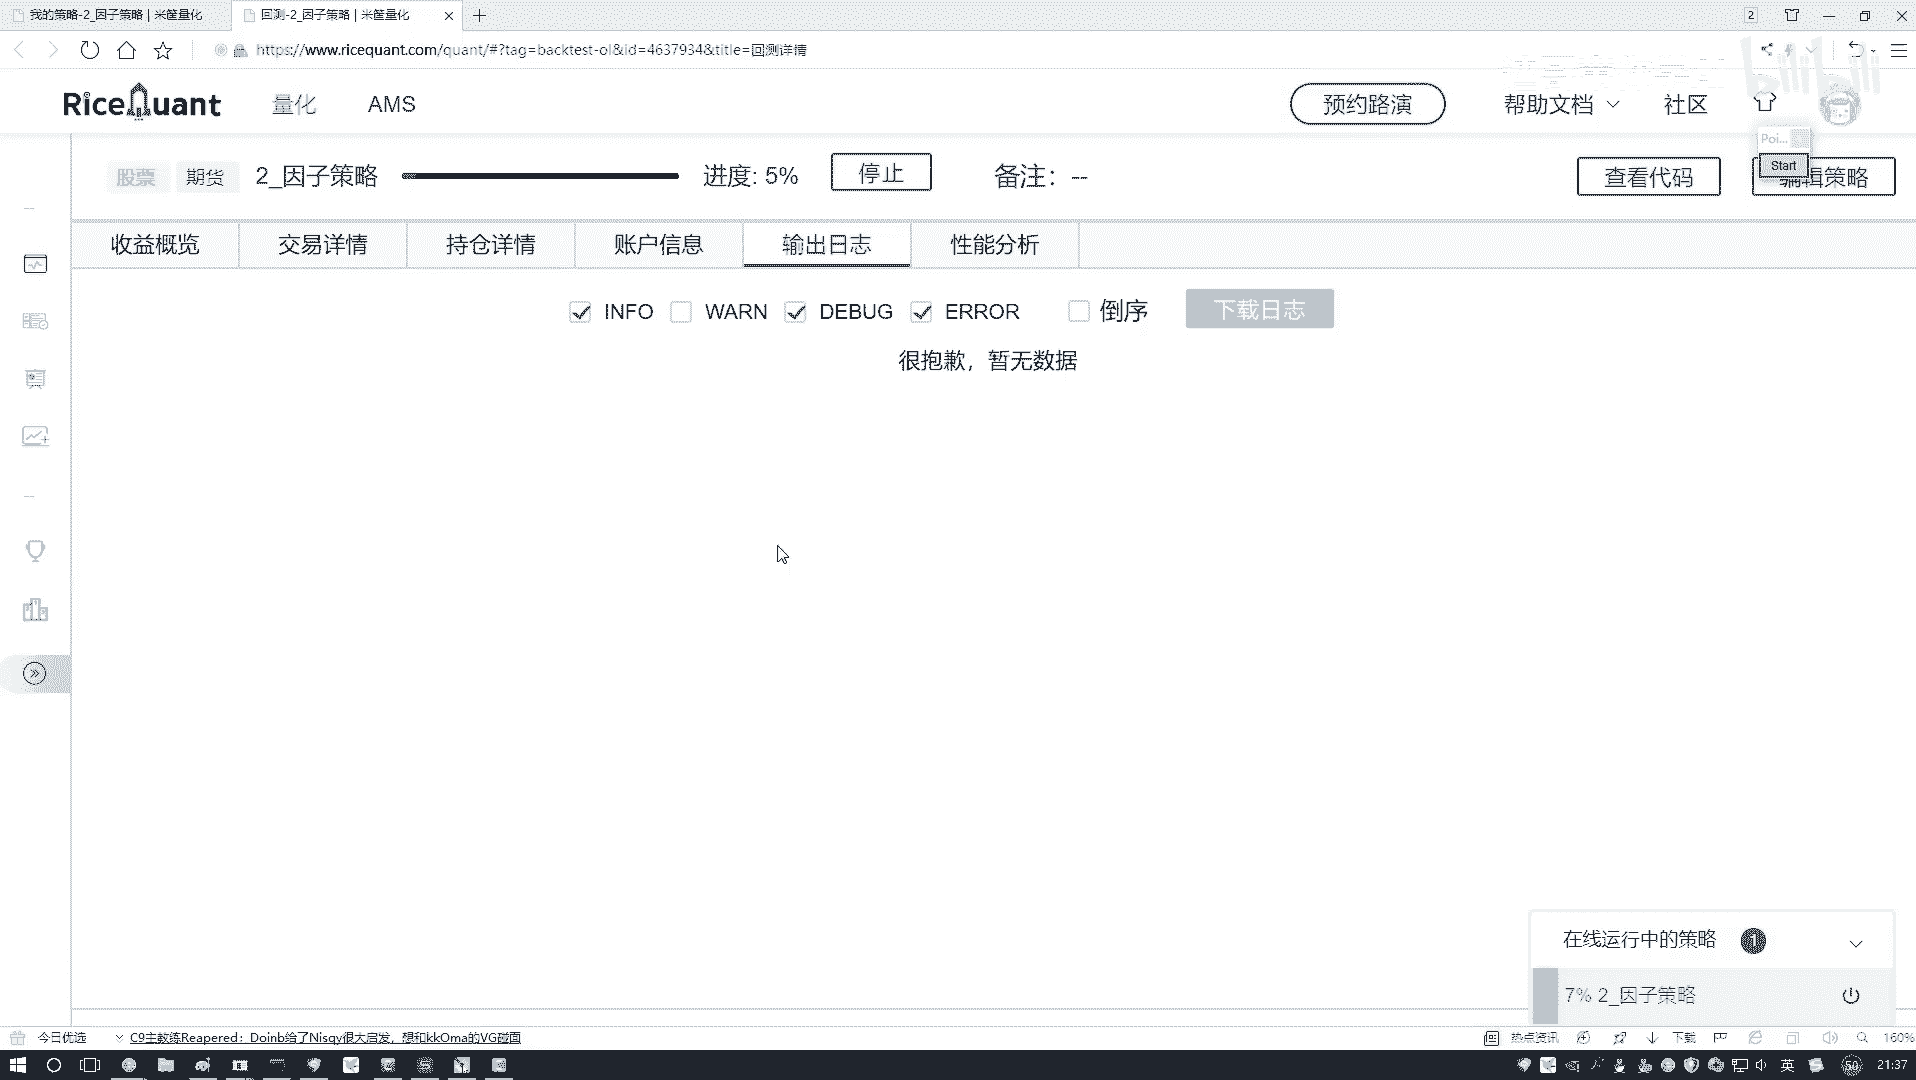 我的策略-2_因子策略 | 米筐量化
回测-2_因子策略 | 米筐量化
2
https://www.ricequant.com/quant/#?tag=backtest-ol&id=4637934&title=回测详情
bilibili
RiceQuant
量化
AMS
预约路演
帮助文档
社区
Poi...
Start
股票
期货
2_因子策略
进度: 5%
停止
备注： --
查看代码
编辑策略
收益概览
交易详情
持仓详情
账户信息
输出日志
性能分析
INFO
WARN
DEBUG
ERROR
倒序
下载日志
很抱歉，暂无数据
在线运行中的策略
1
7% 2_因子策略
今日优选
C9主教练Reapered：Doinb给了Nisqy很大启发，想和kkOma的VG碰面
热点资讯
下载
160%
英
50
21:37